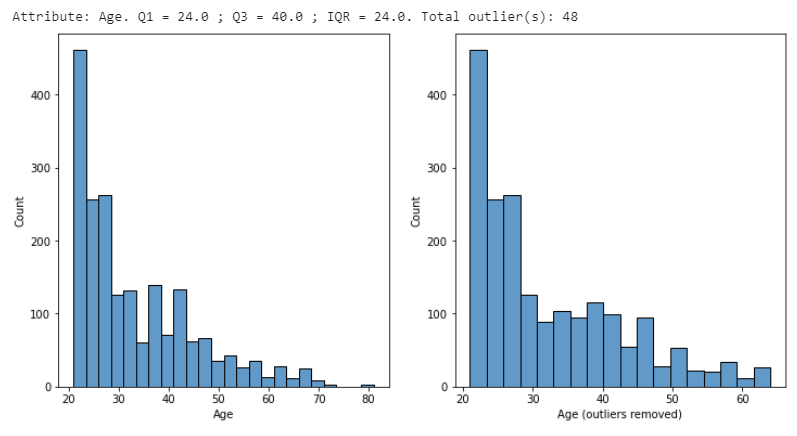 Attribute: Age. Q1 = 24.0 ; Q3 = 40.0 ; IQR = 24.0. Total outlier(s): 48
400
300
200
100
0
Count
20 30 40 50 60 70 80
Age
400
300
200
100
0
Count
20 30 40 50 60
Age (outliers removed)